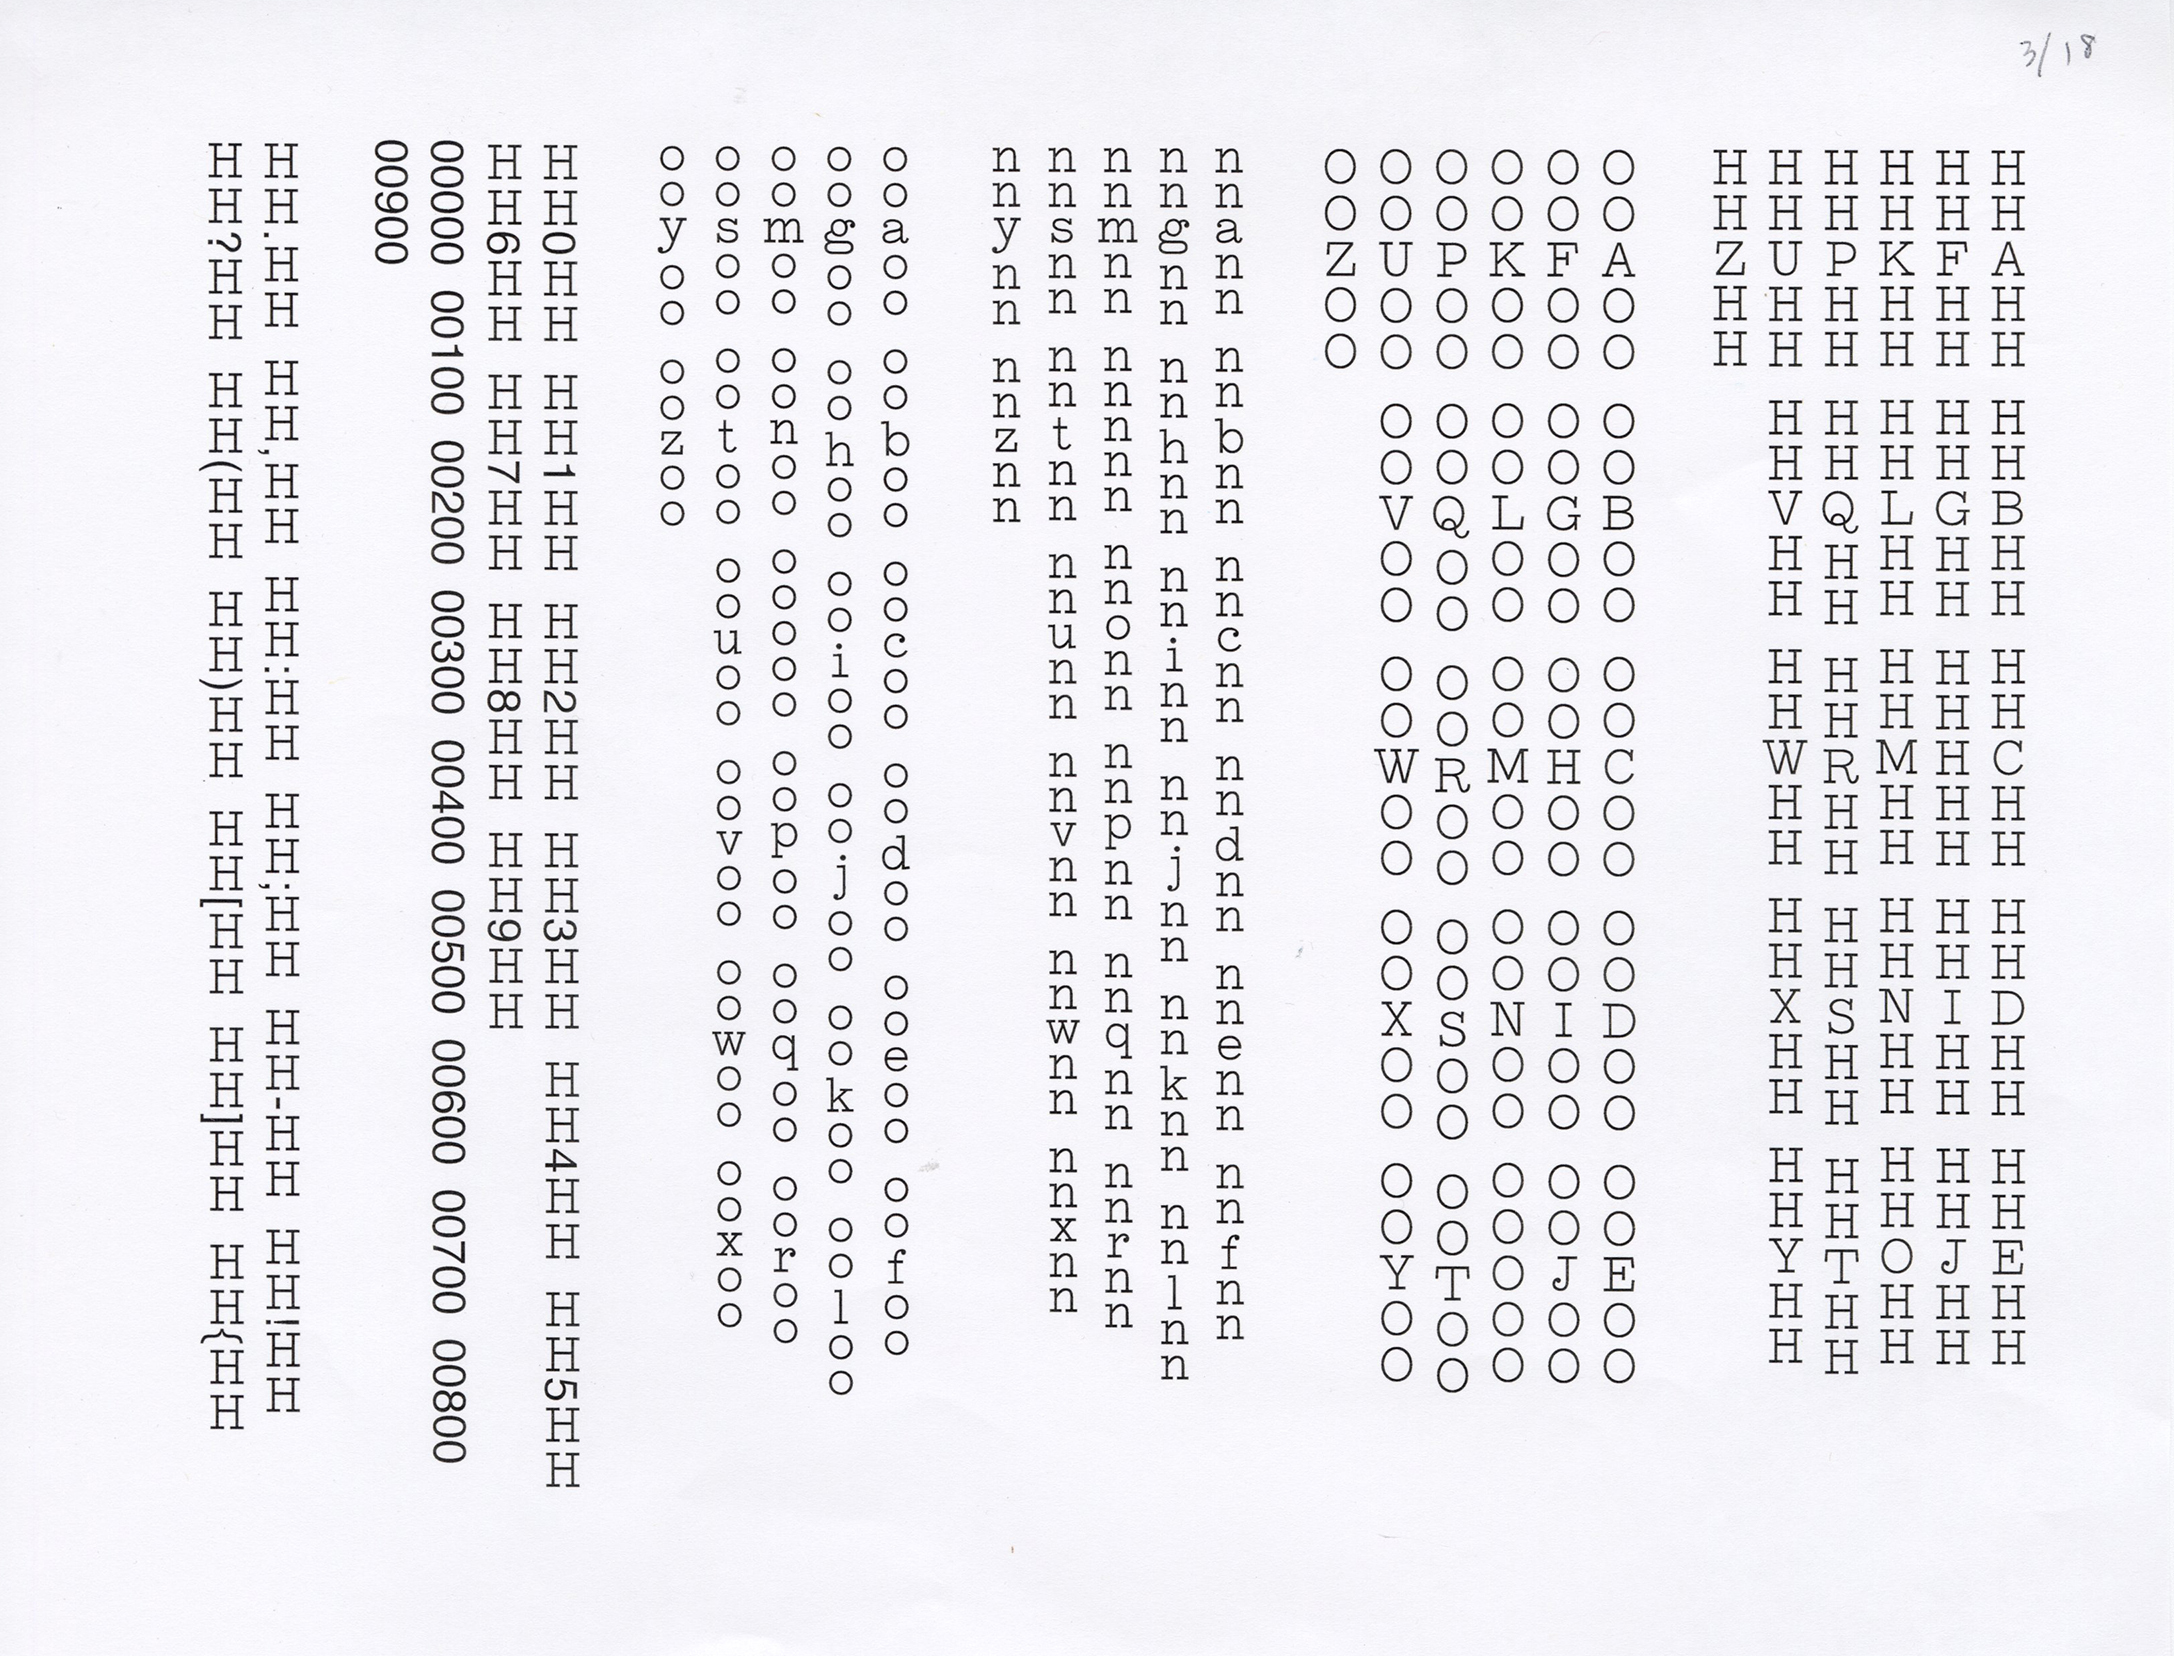 3/18
HHAHH HHBHH HHCHH HHDHH HHEHH
HHFHH HHGHH HHHHH HHIHH HHJHH
HHKHH HHLHH HHMHH HHNHH HHOHH
HHPHH HHQHH HHRHH HHSHH HHTHH
HHUHH HHVHH HHWHH HHXHH HHYHH
HHZHH
OOAOO OOBOO OOCOO OODOO OOEOO
OOFOO OOGOO OOHOO OOIOO OOJOO
OOKOO OOLOO OOMOO OONOO OOOOO
OOPOO OOQOO OOROO OOSOO OOTOO
OOUOO OOVOO OOWOO OOXOO OOYOO
OOZOO
nnann nnbnn nncnn nndnn nnenn nnfnn
nngnn nnhnn nninn nnjnn nnknn nnlnn
nnmnn nnnnn nnonn nnpnn nnqnn nnrnn
nnsnn nntnn nnunn nnvnn nnwnn nnxnn
nnynn nnznn
ooaoo ooboo oocoo oodoo ooeoo oofoo
oogoo oohoo ooioo oojoo ookoo ooloo
oomoo oonoo ooooo oopoo ooqoo ooroo
oosoo ootoo oouoo oovoo oowoo ooxoo
ooyoo oozoo
HH0HH HH1HH HH2HH HH3HH HH4HH HH5HH
HH6HH HH7HH HH8HH HH9HH
00000 00100 00200 00300 00400 00500 00600 00700 00800
00900
HH.HH HH,HH HH:HH HH;HH HH-HH HH!HH
HH?HH HH(HH HH)HH HH[HH HH]HH HH{HH